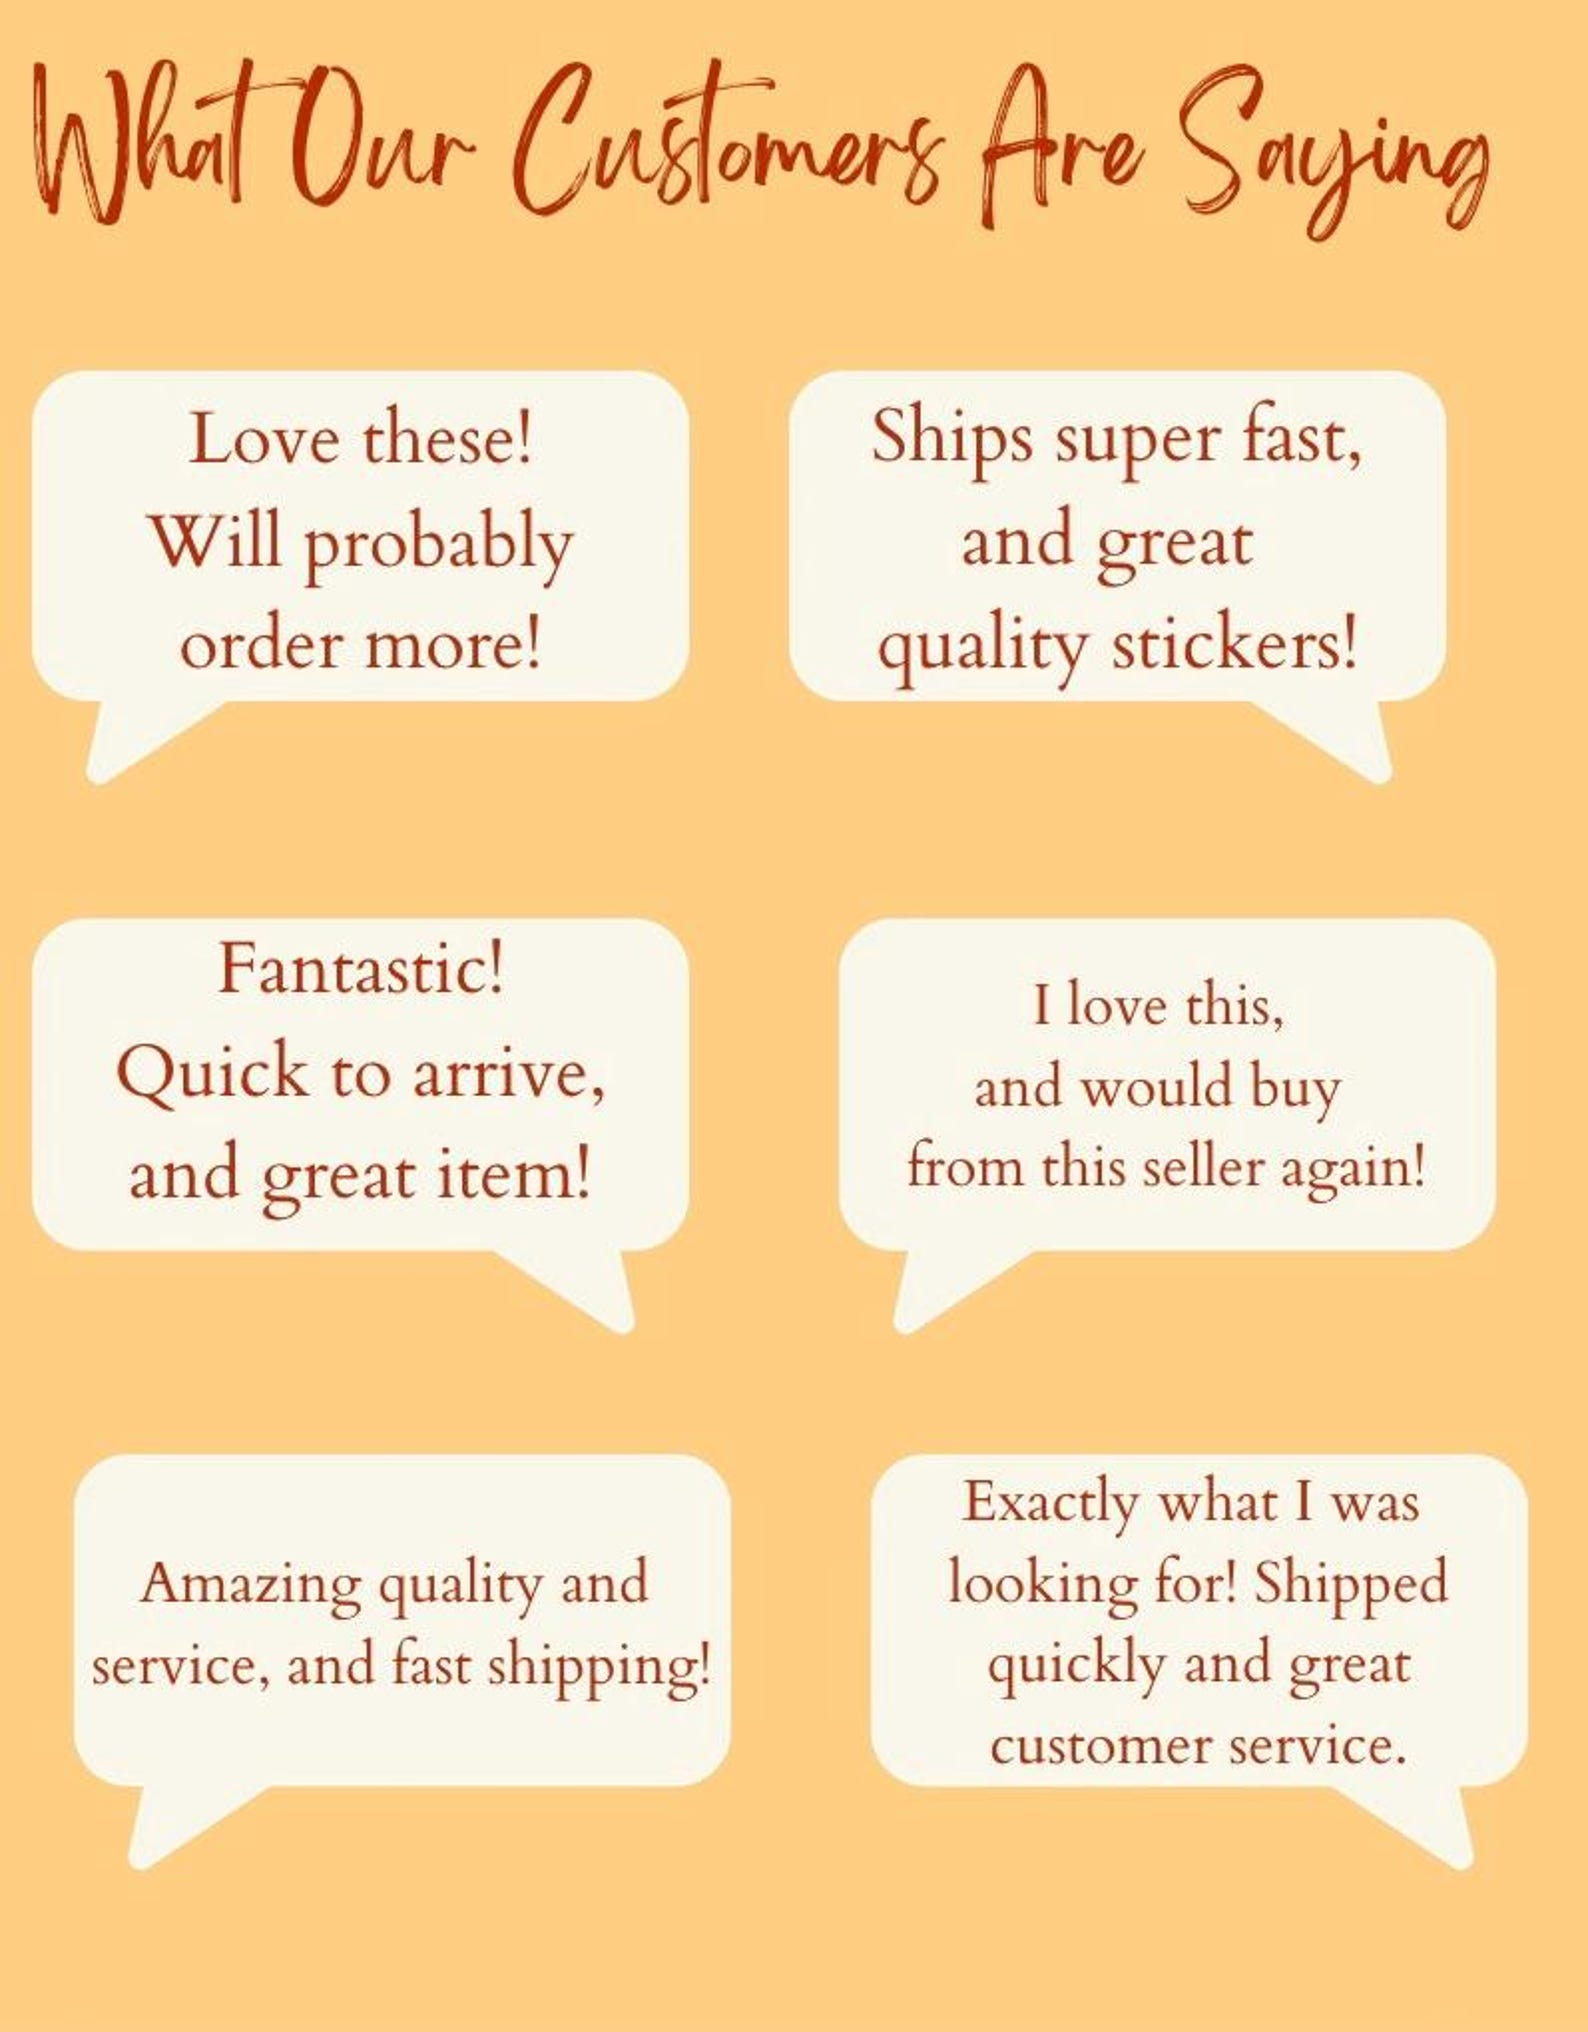 What Our Customers Are Saying
Love these!
Will probably
order more!
Ships super fast,
and great
quality stickers!
Fantastic!
Quick to arrive,
and great item!
I love this,
and would buy
from this seller again!
Amazing quality and
service, and fast shipping!
Exactly what I was
looking for! Shipped
quickly and great
customer service.